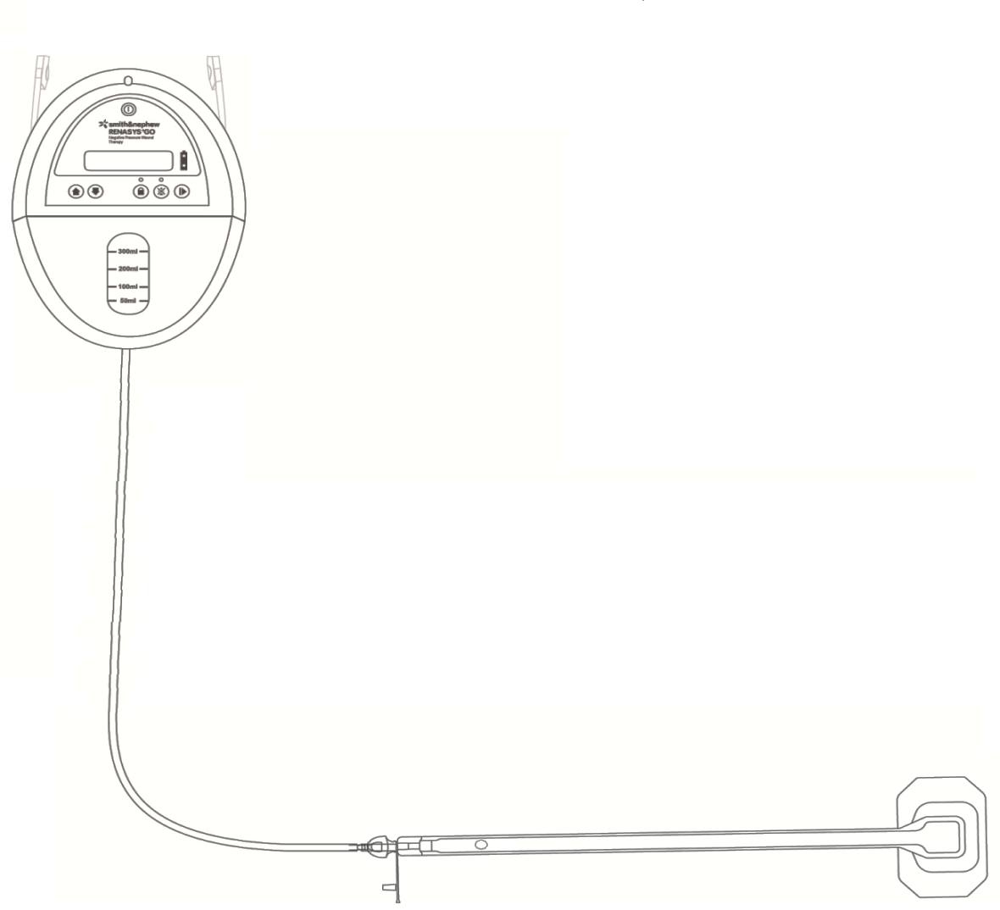 smith&nephew
RENASYS°GO
Negative Pressure Wound
Therapy
300ml
200ml
100ml
50ml